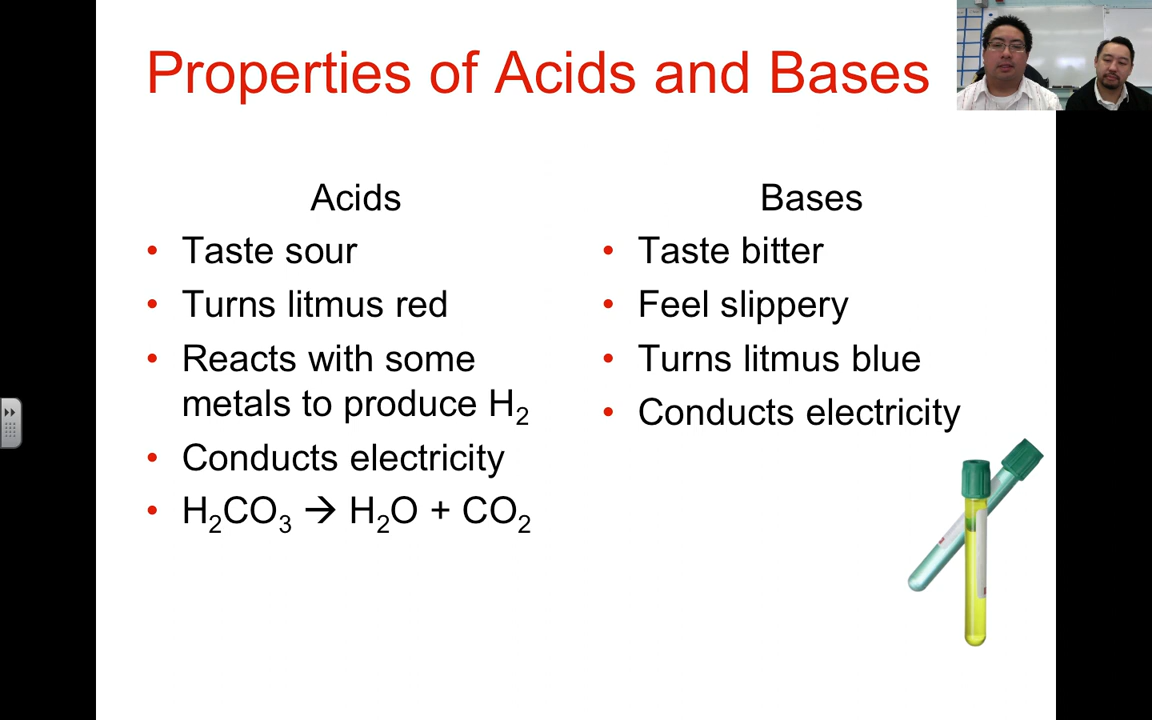 Properties of Acids and Bases
Acids
• Taste sour
• Turns litmus red
• Reacts with some
metals to produce H₂
• Conducts electricity
• H₂CO₃ → H₂O + CO₂
Bases
• Taste bitter
• Feel slippery
• Turns litmus blue
• Conducts electricity